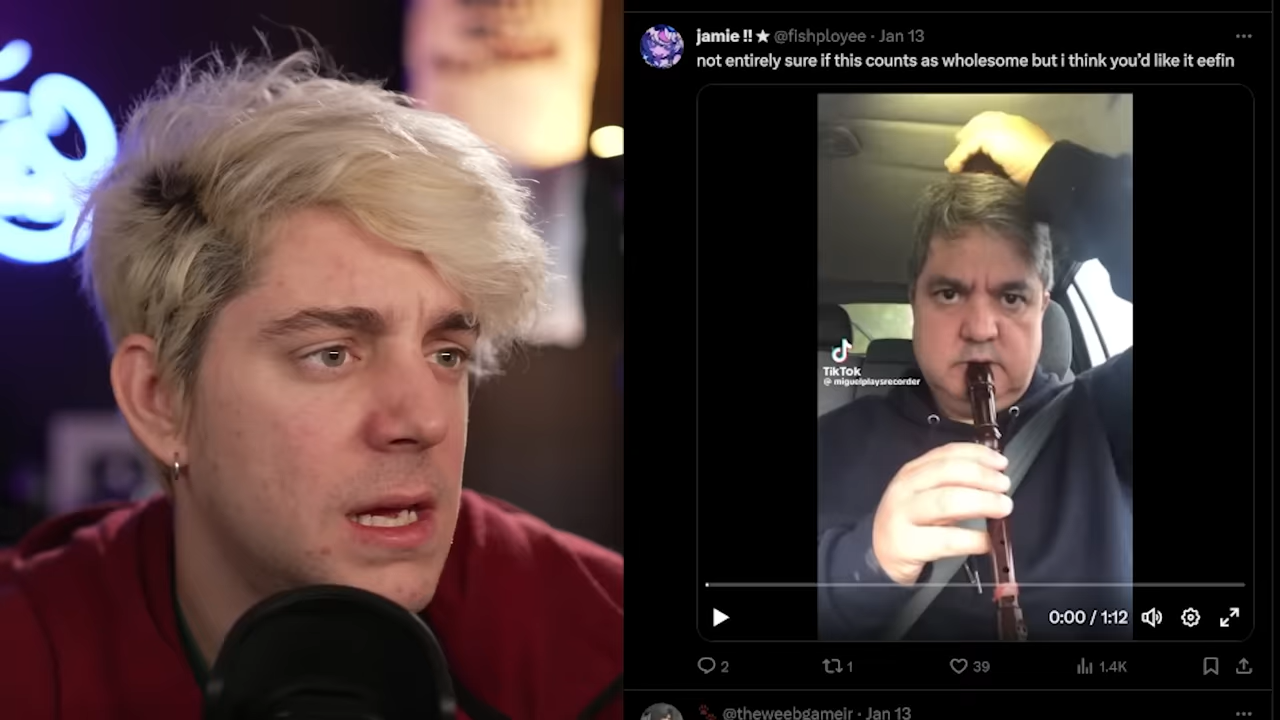 jamie !! ★ @fishployee · Jan 13
not entirely sure if this counts as wholesome but i think you'd like it eefin
TikTok
@ miguelplaysrecorder
0:00 / 1:12
2
1
39
1.4K
@theweebgameir · Jan 13